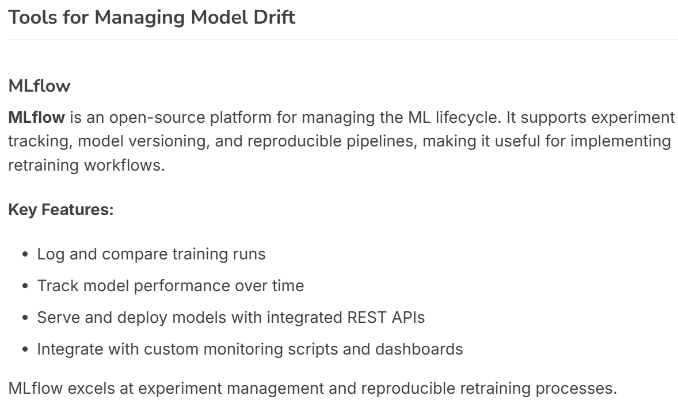 Tools for Managing Model Drift
MLflow
MLflow is an open-source platform for managing the ML lifecycle. It supports experiment
tracking, model versioning, and reproducible pipelines, making it useful for implementing
retraining workflows.
Key Features:
• Log and compare training runs
• Track model performance over time
• Serve and deploy models with integrated REST APIs
• Integrate with custom monitoring scripts and dashboards
MLflow excels at experiment management and reproducible retraining processes.